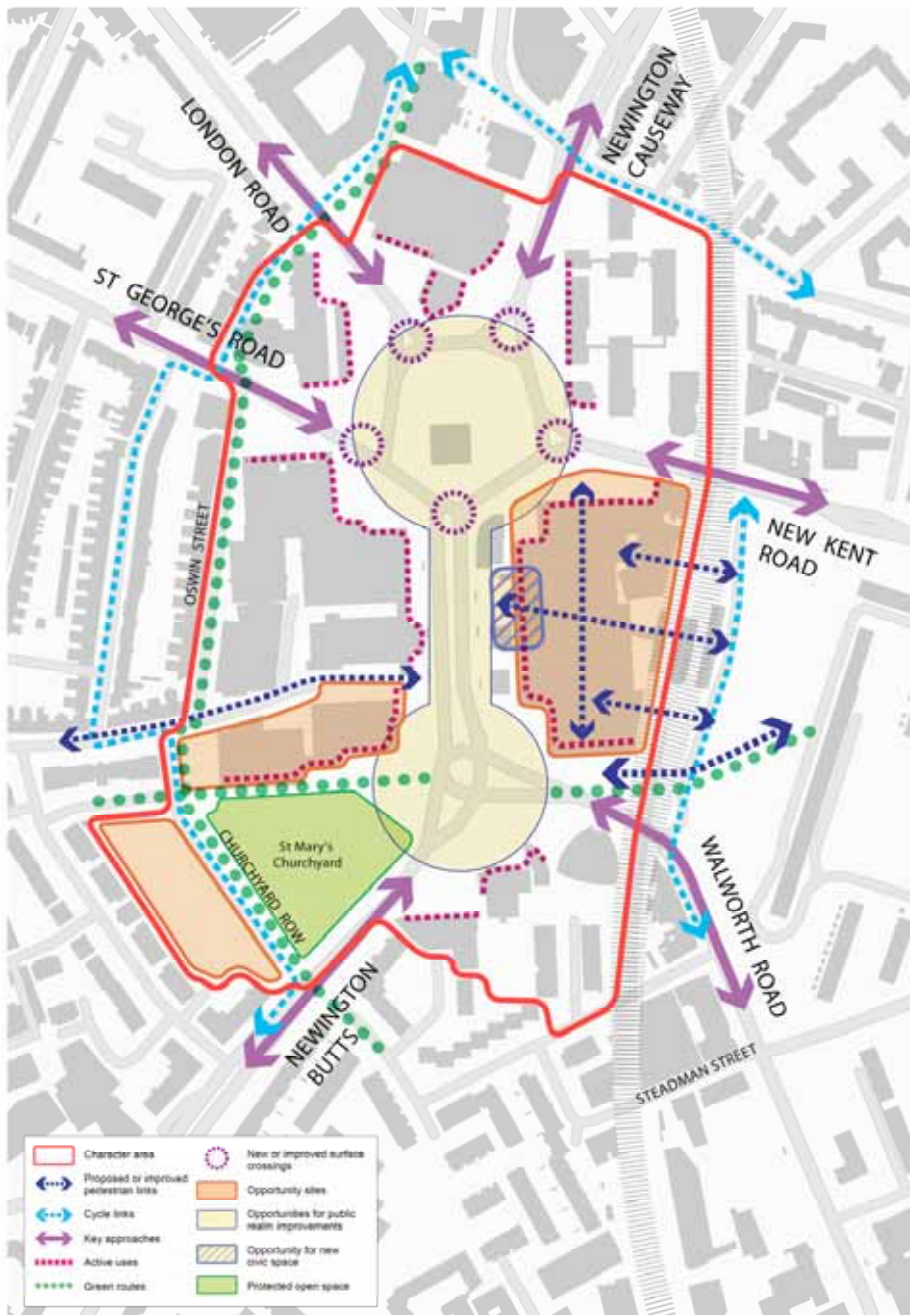 LONDON ROAD
NEWINGTON
CAUSEWAY
ST GEORGE'S ROAD
OSWIN STREET
NEW KENT
ROAD
St Mary's
Churchyard
CHURCHYARD ROW
WALWORTH ROAD
NEWINGTON
BUTTS
STEADMAN STREET
Character area
Proposed or improved
pedestrian links
Cycle links
Key approaches
Active uses
Green routes
New or improved surface
crossings
Opportunity sites
Opportunities for public
realm improvements
Opportunity for new
civic space
Protected open space